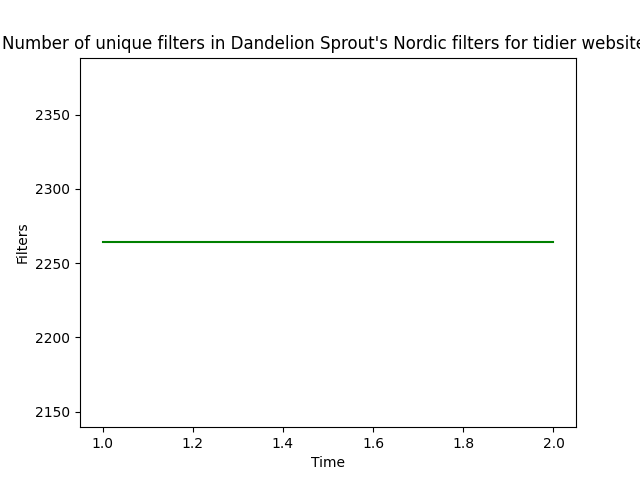 Number of unique filters in Dandelion Sprout's Nordic filters for tidier website
2350
2300
2250
2200
2150
Filters
1.0 1.2 1.4 1.6 1.8 2.0
Time